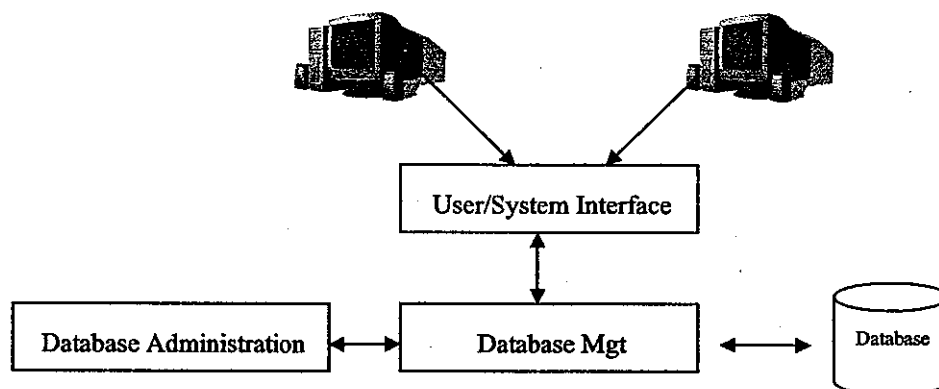 User/System Interface
Database Administration
Database Mgt
Database